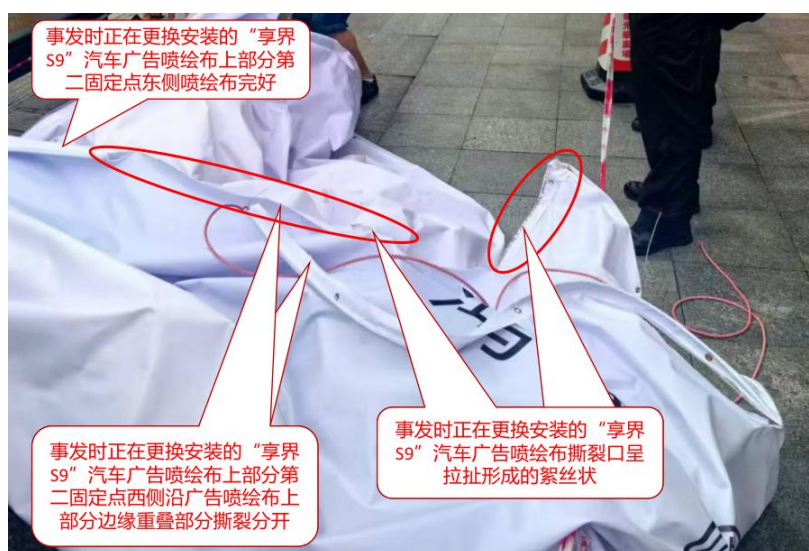 事发时正在更换安装的“享界
S9”汽车广告喷绘布上部分第
二固定点东侧喷绘布完好
事发时正在更换安装的“享界
S9”汽车广告喷绘布上部分第
二固定点西侧沿广告喷绘布上
部分边缘重叠部分撕裂分开
事发时正在更换安装的“享界
S9”汽车广告喷绘布撕裂口呈
拉扯形成的絮丝状